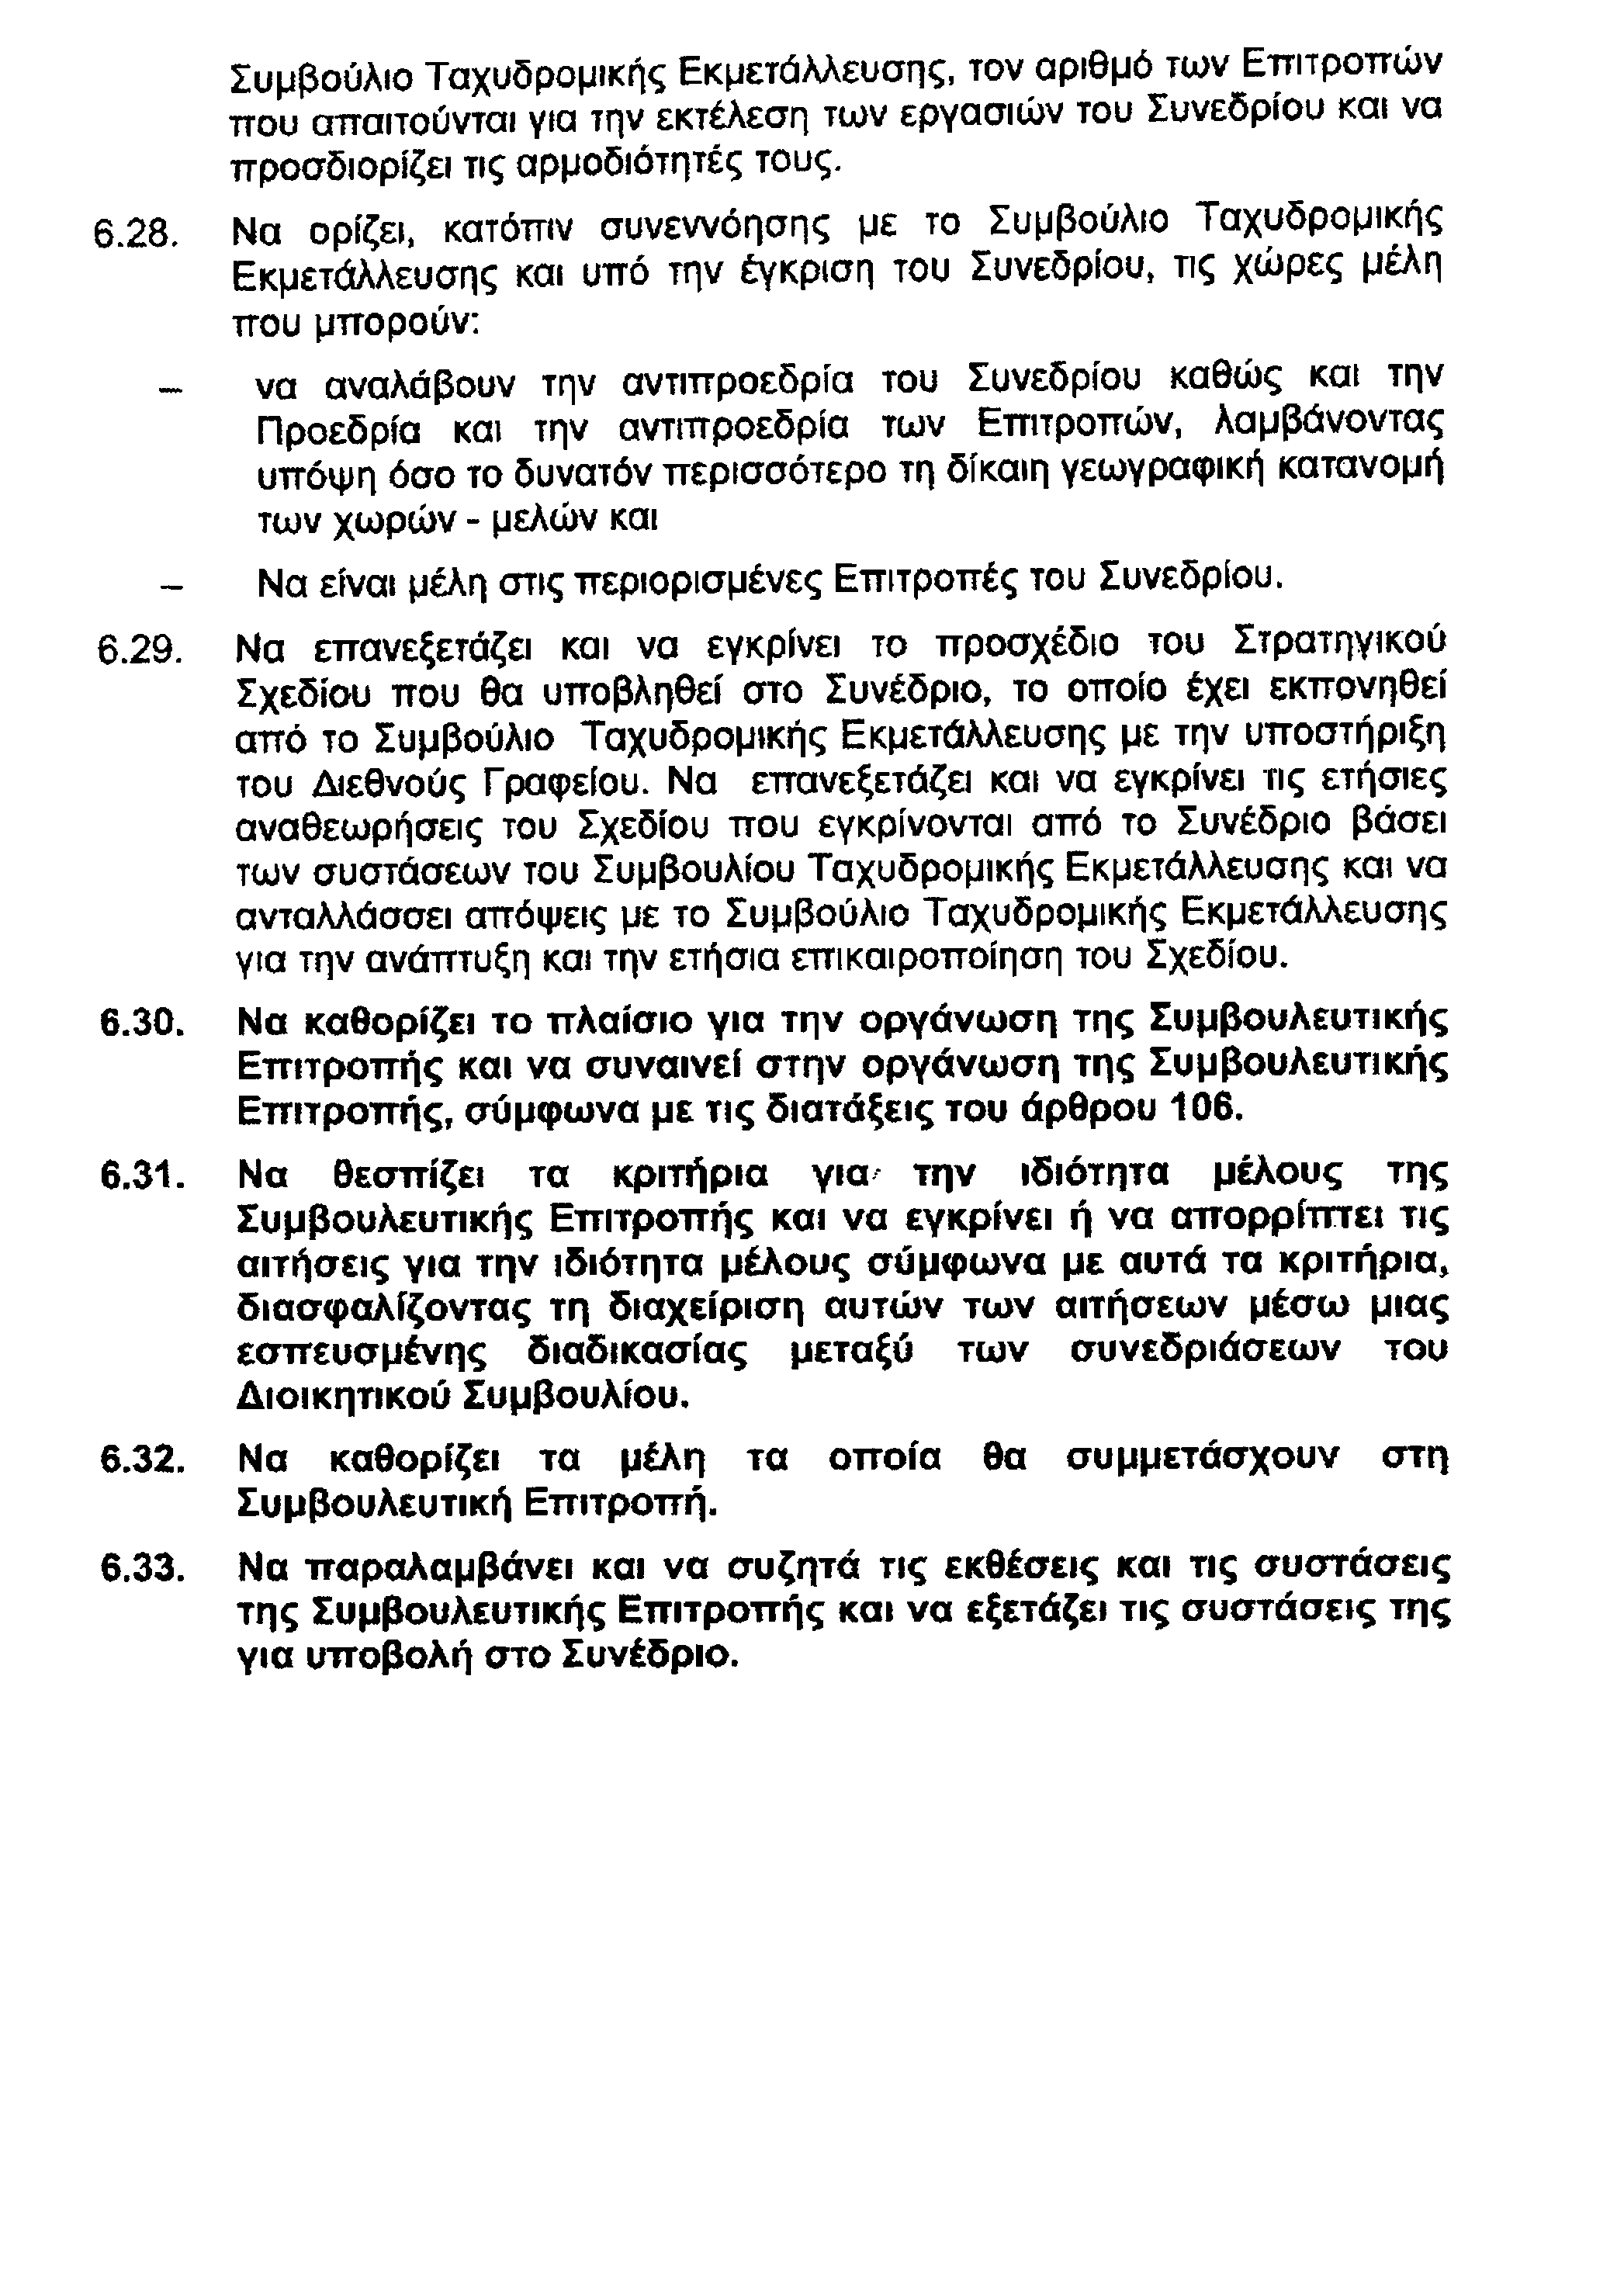 Συμβούλιο Ταχυδρομικής Εκμετάλλευσης, τον αριθμό των Επιτροπών
που απαιτούνται για την εκτέλεση των εργασιών του Συνεδρίου και να
προσδιορίζει τις αρμοδιότητές τους.
6.28. Να ορίζει, κατόπιν συνεννόησης με το Συμβούλιο Ταχυδρομικής
Εκμετάλλευσης και υπό την έγκριση του Συνεδρίου, τις χώρες μέλη
που μπορούν:
– να αναλάβουν την αντιπροεδρία του Συνεδρίου καθώς και την
Προεδρία και την αντιπροεδρία των Επιτροπών, λαμβάνοντας
υπόψη όσο το δυνατόν περισσότερο τη δίκαιη γεωγραφική κατανομή
των χωρών - μελών και
– Να είναι μέλη στις περιορισμένες Επιτροπές του Συνεδρίου.
6.29. Να επανεξετάζει και να εγκρίνει το προσχέδιο του Στρατηγικού
Σχεδίου που θα υποβληθεί στο Συνέδριο, το οποίο έχει εκπονηθεί
από το Συμβούλιο Ταχυδρομικής Εκμετάλλευσης με την υποστήριξη
του Διεθνούς Γραφείου. Να επανεξετάζει και να εγκρίνει τις ετήσιες
αναθεωρήσεις του Σχεδίου που εγκρίνονται από το Συνέδριο βάσει
των συστάσεων του Συμβουλίου Ταχυδρομικής Εκμετάλλευσης και να
ανταλλάσσει απόψεις με το Συμβούλιο Ταχυδρομικής Εκμετάλλευσης
για την ανάπτυξη και την ετήσια επικαιροποίηση του Σχεδίου.
6.30. Να καθορίζει το πλαίσιο για την οργάνωση της Συμβουλευτικής
Επιτροπής και να συναινεί στην οργάνωση της Συμβουλευτικής
Επιτροπής, σύμφωνα με τις διατάξεις του άρθρου 106.
6.31. Να θεσπίζει τα κριτήρια για την ιδιότητα μέλους της
Συμβουλευτικής Επιτροπής και να εγκρίνει ή να απορρίπτει τις
αιτήσεις για την ιδιότητα μέλους σύμφωνα με αυτά τα κριτήρια,
διασφαλίζοντας τη διαχείριση αυτών των αιτήσεων μέσω μιας
εσπευσμένης διαδικασίας μεταξύ των συνεδριάσεων του
Διοικητικού Συμβουλίου.
6.32. Να καθορίζει τα μέλη τα οποία θα συμμετάσχουν στη
Συμβουλευτική Επιτροπή.
6.33. Να παραλαμβάνει και να συζητά τις εκθέσεις και τις συστάσεις
της Συμβουλευτικής Επιτροπής και να εξετάζει τις συστάσεις της
για υποβολή στο Συνέδριο.